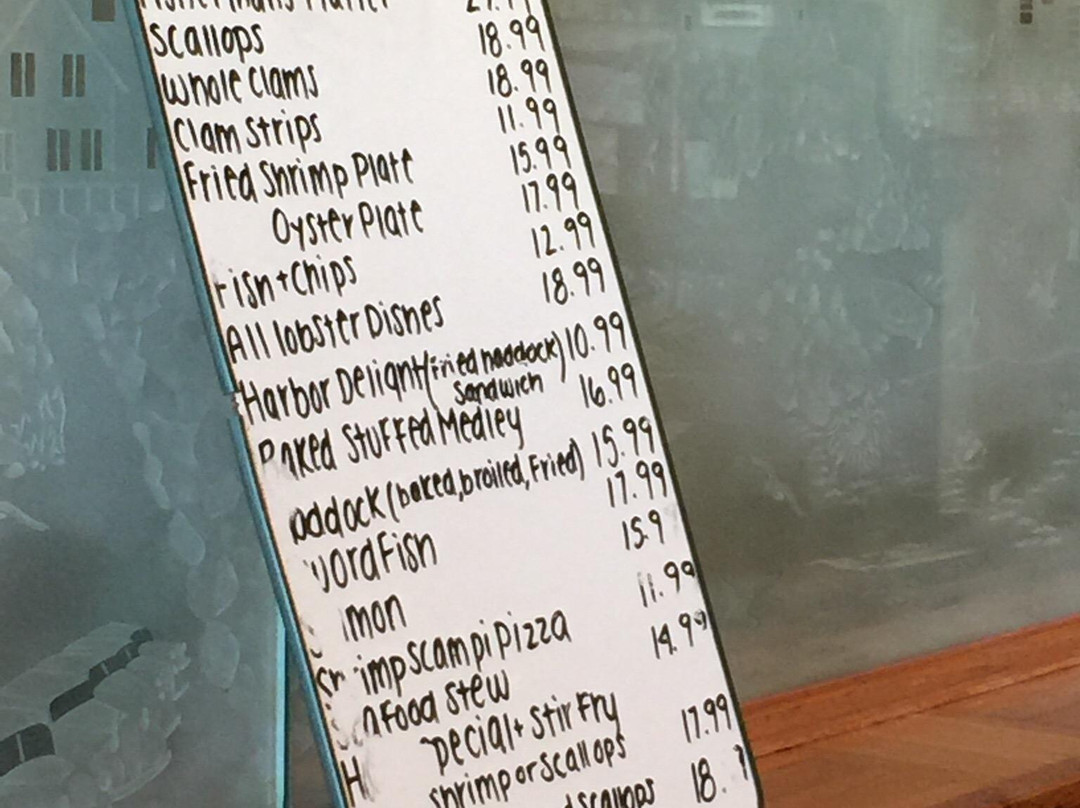 Scallops 18.99
Whole Clams 18.99
Clam Strips 11.99
Fried Shrimp Plate 15.99
Oyster Plate 17.99
Fish + Chips 12.99
All lobster Dishes 18.99
Harbor Delight (fried haddock) 10.99
Sandwich
Baked Stuffed Medley 16.99
addock (baked, broiled, Fried) 15.99
wordFish 17.99
mon 15.9
Shrimp Scampi Pizza 11.99
afood Stew 14.99
pecial + Stir Fry
shrimp or Scallops 17.99
scallops 18.